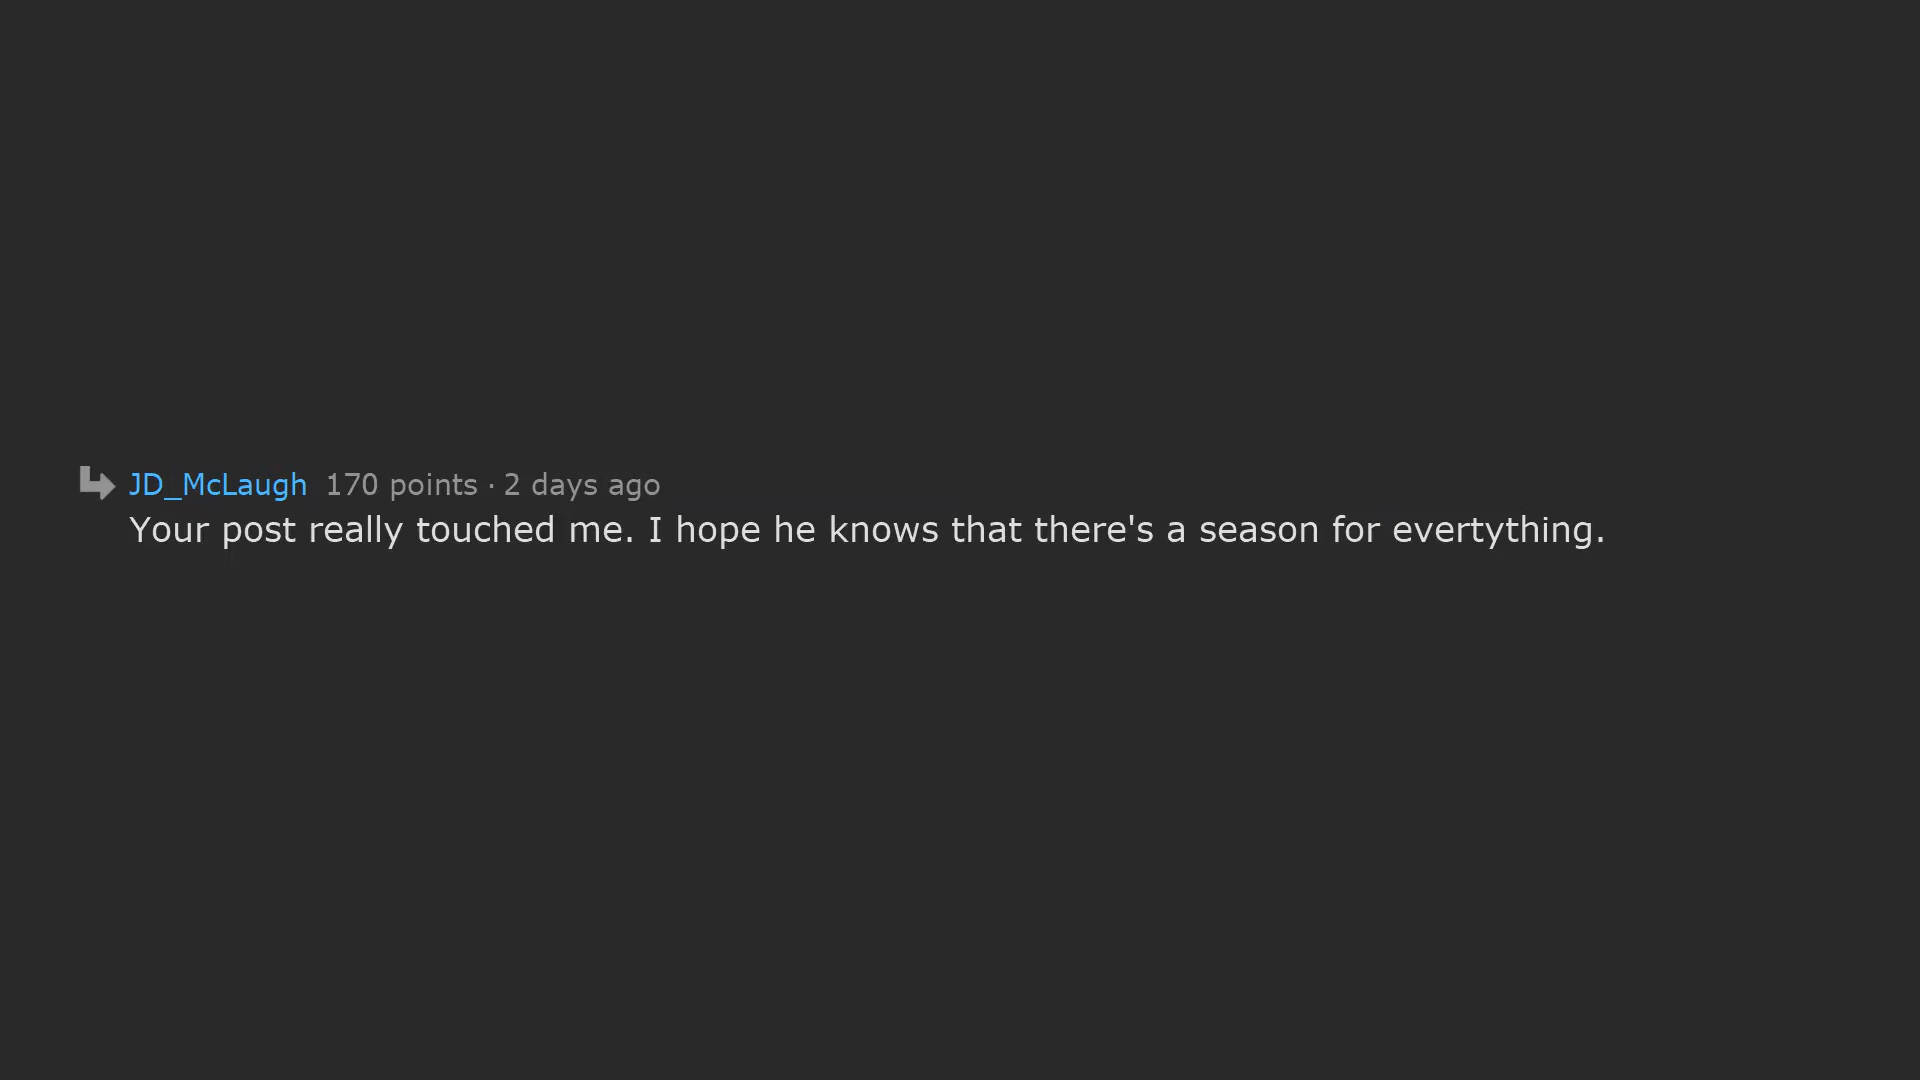 JD_McLaugh 170 points · 2 days ago
Your post really touched me. I hope he knows that there's a season for evertything.